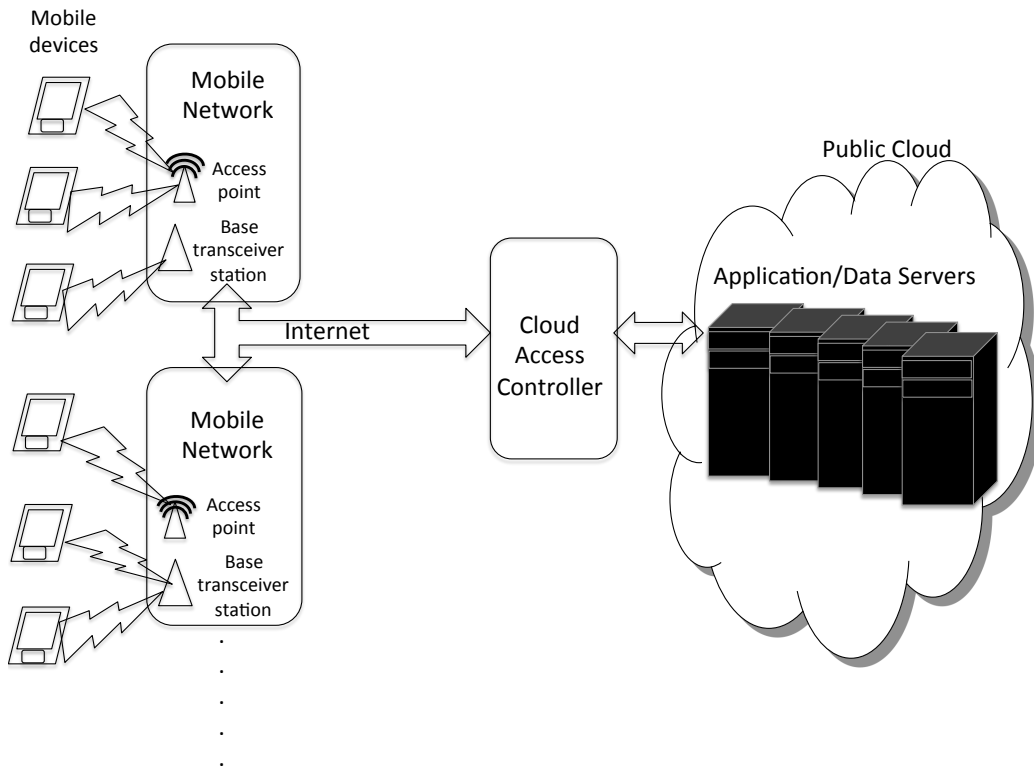 Mobile
devices
Mobile
Network
Access
point
Base
transceiver
station
Internet
Cloud
Access
Controller
Public Cloud
Application/Data Servers
Mobile
Network
Access
point
Base
transceiver
station